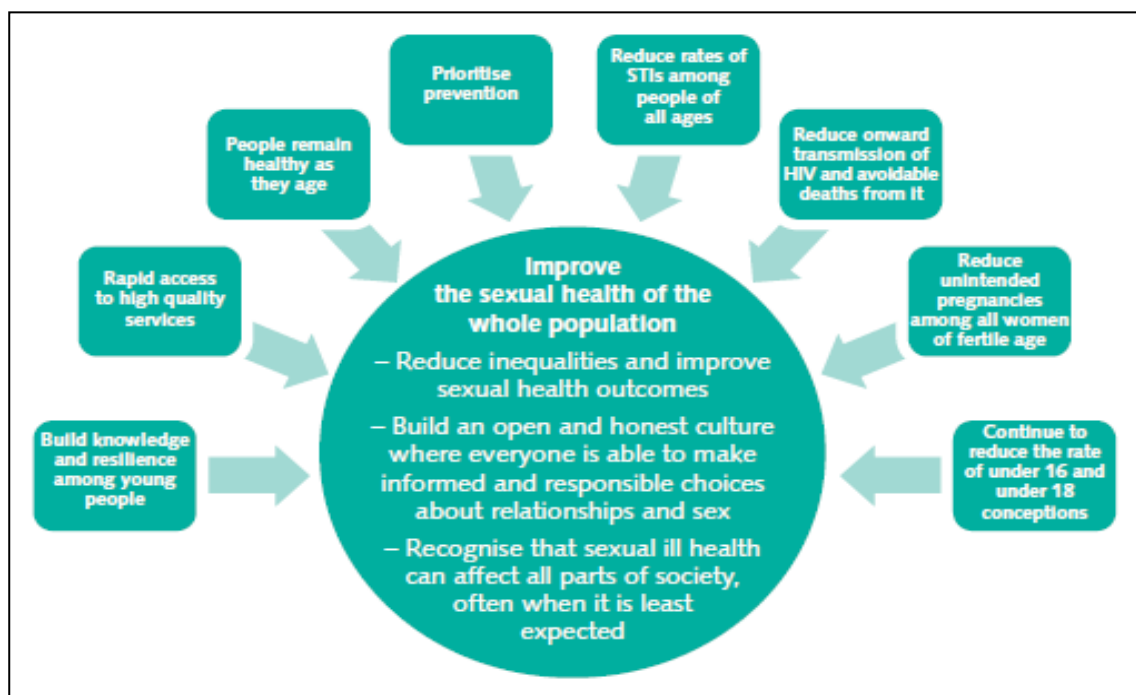 Build knowledge
and resilience
among young
people
Rapid access
to high quality
services
People remain
healthy as
they age
Prioritise
prevention
Reduce rates of
STIs among
people of
all ages
Reduce onward
transmission of
HIV and avoidable
deaths from it
Reduce
unintended
pregnancies
among all women
of fertile age
Continue to
reduce the rate
of under 16 and
under 18
conceptions
Improve
the sexual health of the
whole population
– Reduce inequalities and improve
sexual health outcomes
– Build an open and honest culture
where everyone is able to make
informed and responsible choices
about relationships and sex
– Recognise that sexual ill health
can affect all parts of society,
often when it is least
expected